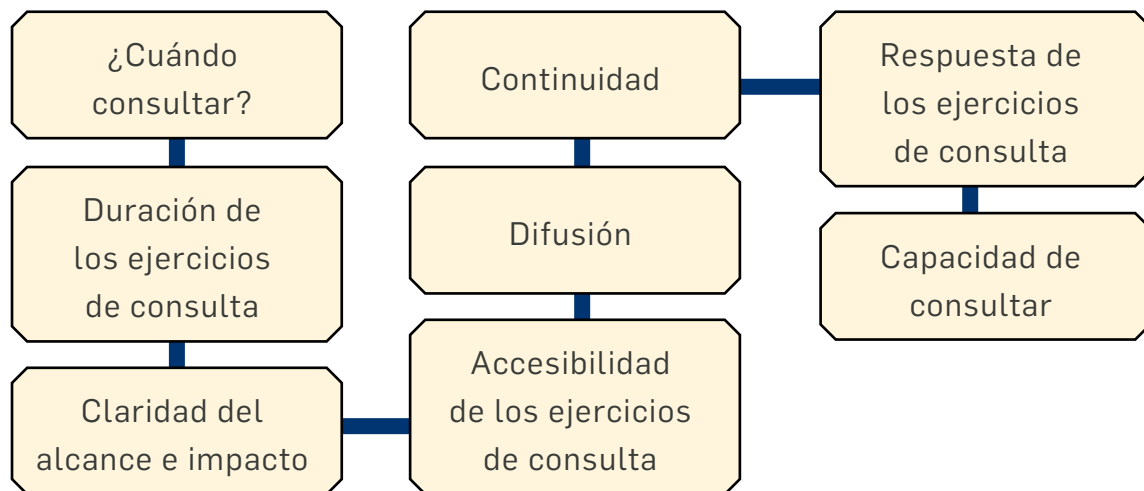 ¿Cuándo
consultar?
Duración de
los ejercicios
de consulta
Claridad del
alcance e impacto
Accesibilidad
de los ejercicios
de consulta
Difusión
Continuidad
Respuesta de
los ejercicios
de consulta
Capacidad de
consultar